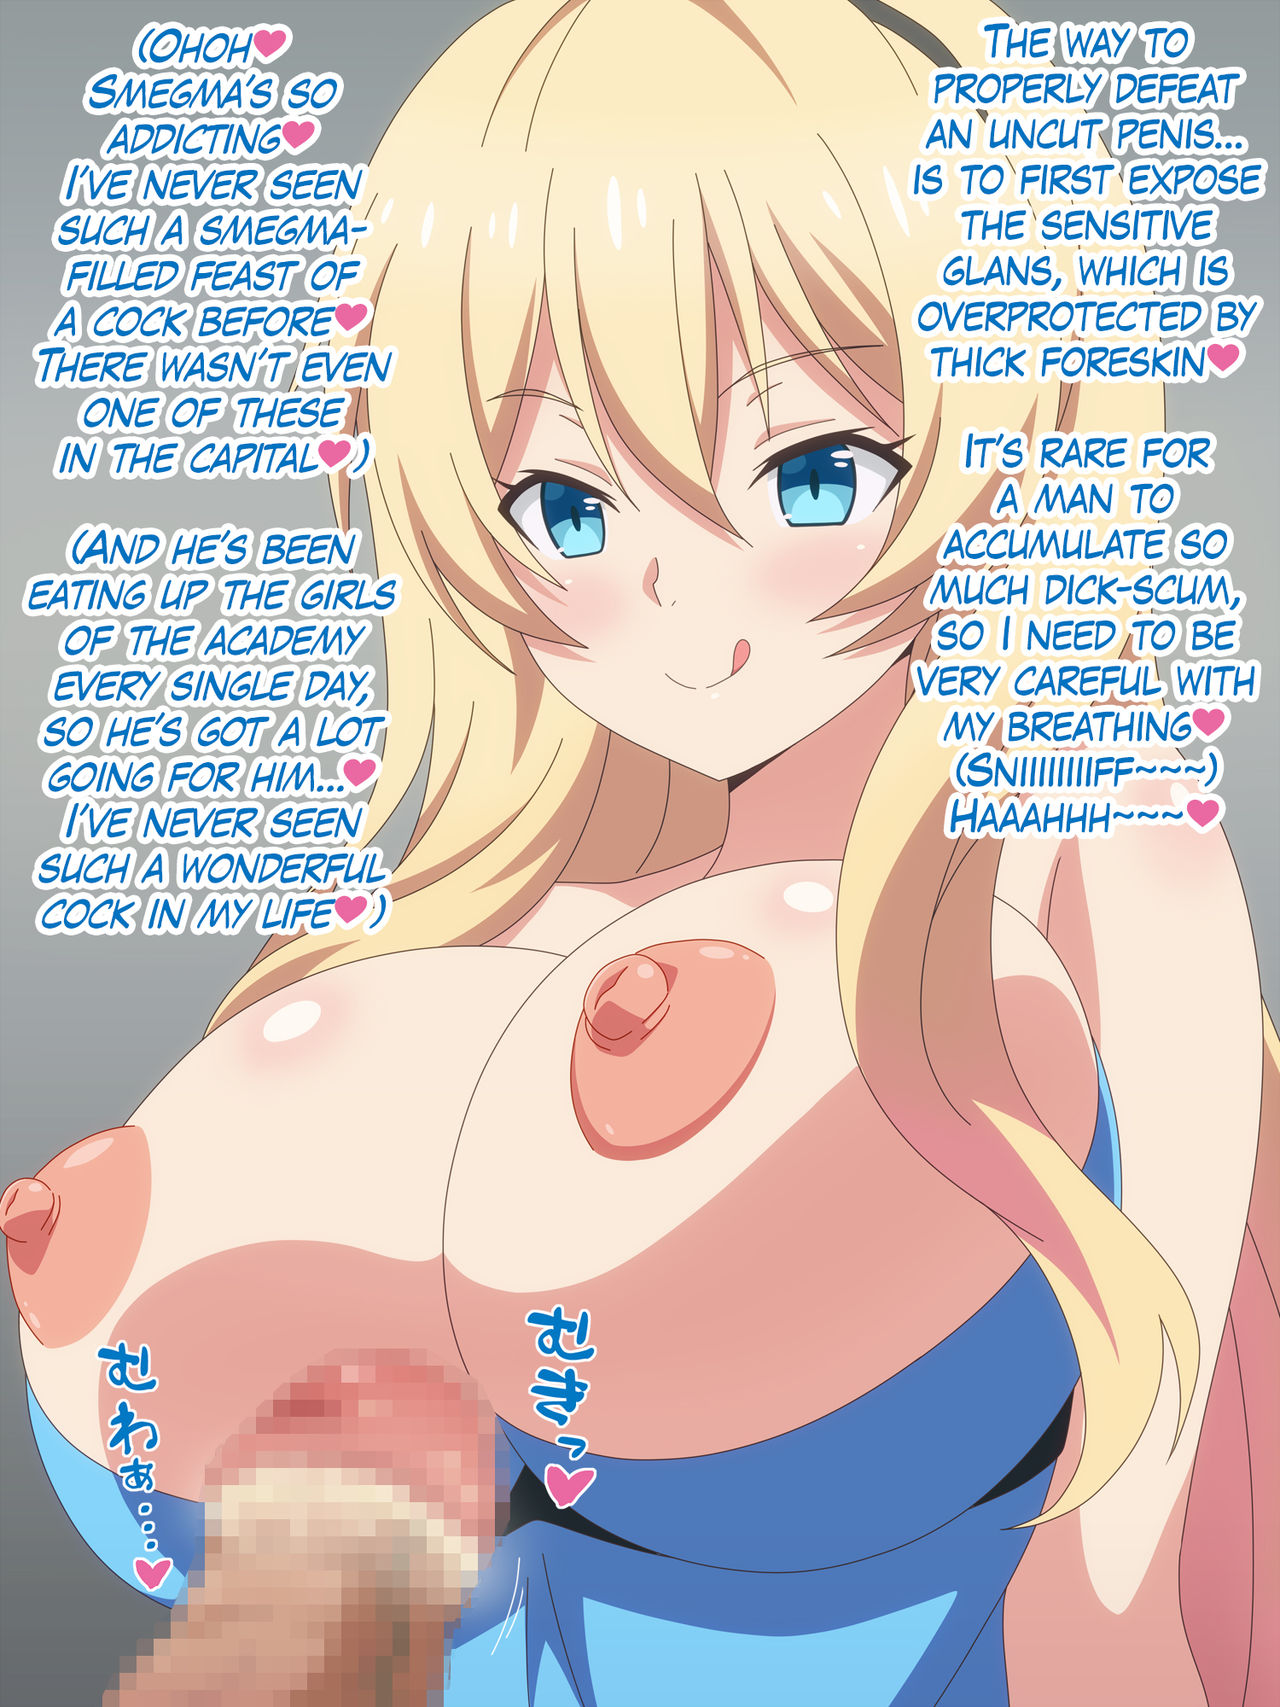 (Ohoh♥
Smegma's so
addicting♥
I've never seen
such a smegma-
filled feast of
a cock before♥
There wasn't even
one of these
in the capital♥)
(And he's been
eating up the girls
of the academy
every single day,
so he's got a lot
going for him...♥
I've never seen
such a wonderful
cock in my life♥)
The way to
properly defeat
an uncut penis...
is to first expose
the sensitive
glans, which is
overprotected by
thick foreskin♥
It's rare for
a man to
accumulate so
much dick-scum,
so I need to be
very careful with
my breathing♥
(Sniiiiiiiiiff~~~)
Haaahhh~~~♥
むわぁ…♥
むきっ♥